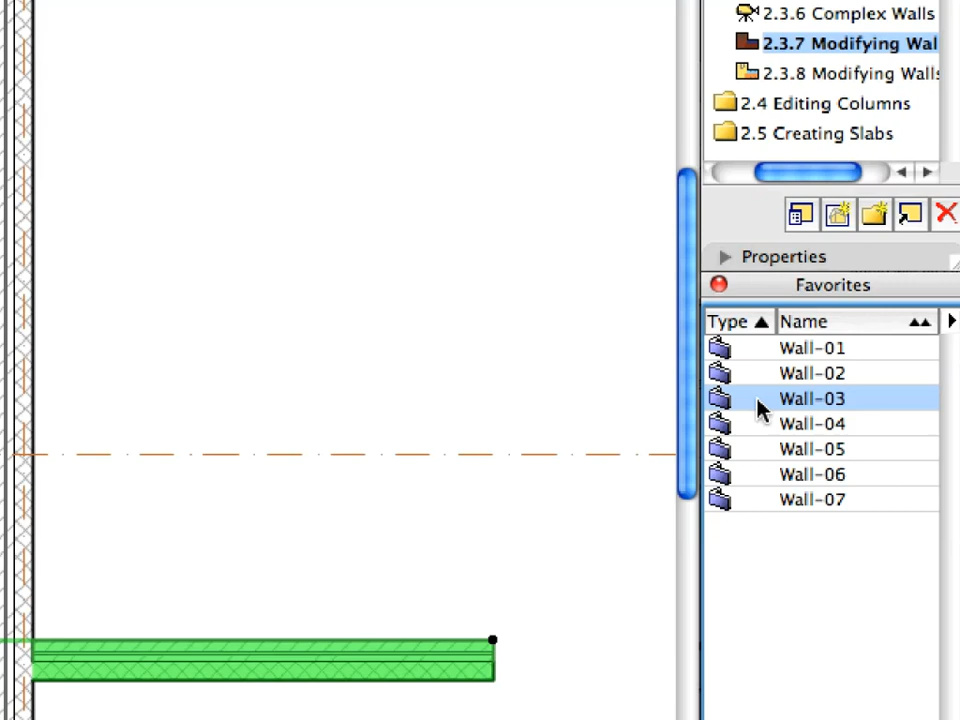 2.3.6 Complex Walls
2.3.7 Modifying Wal
2.3.8 Modifying Walls
2.4 Editing Columns
2.5 Creating Slabs
Properties
Favorites
Type Name
Wall-01
Wall-02
Wall-03
Wall-04
Wall-05
Wall-06
Wall-07